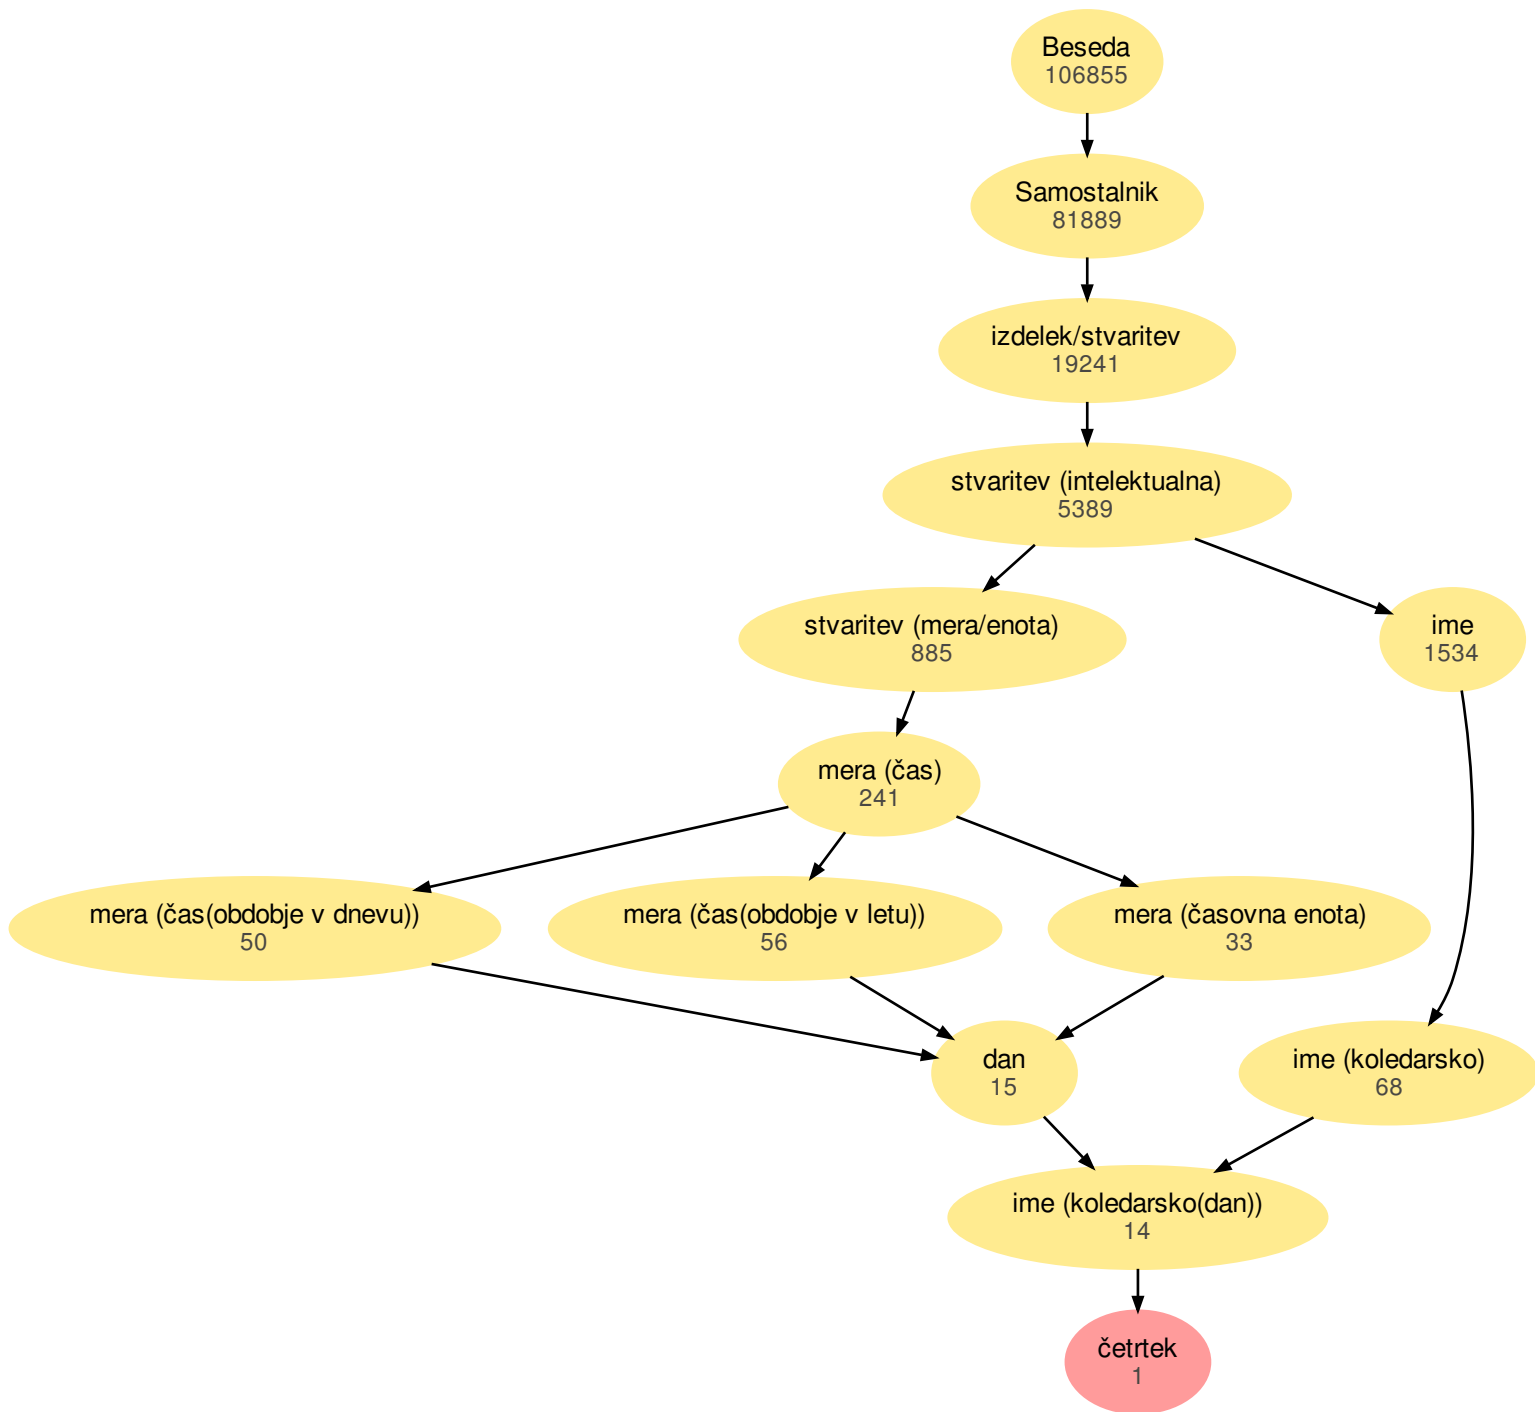 Beseda
106855
Samostalnik
81889
izdelek/stvaritev
19241
stvaritev (intelektualna)
5389
stvaritev (mera/enota)
885
ime
1534
mera (čas)
241
mera (čas(obdobje v dnevu))
50
mera (čas(obdobje v letu))
56
mera (časovna enota)
33
dan
15
ime (koledarsko)
68
ime (koledarsko(dan))
14
četrtek
1